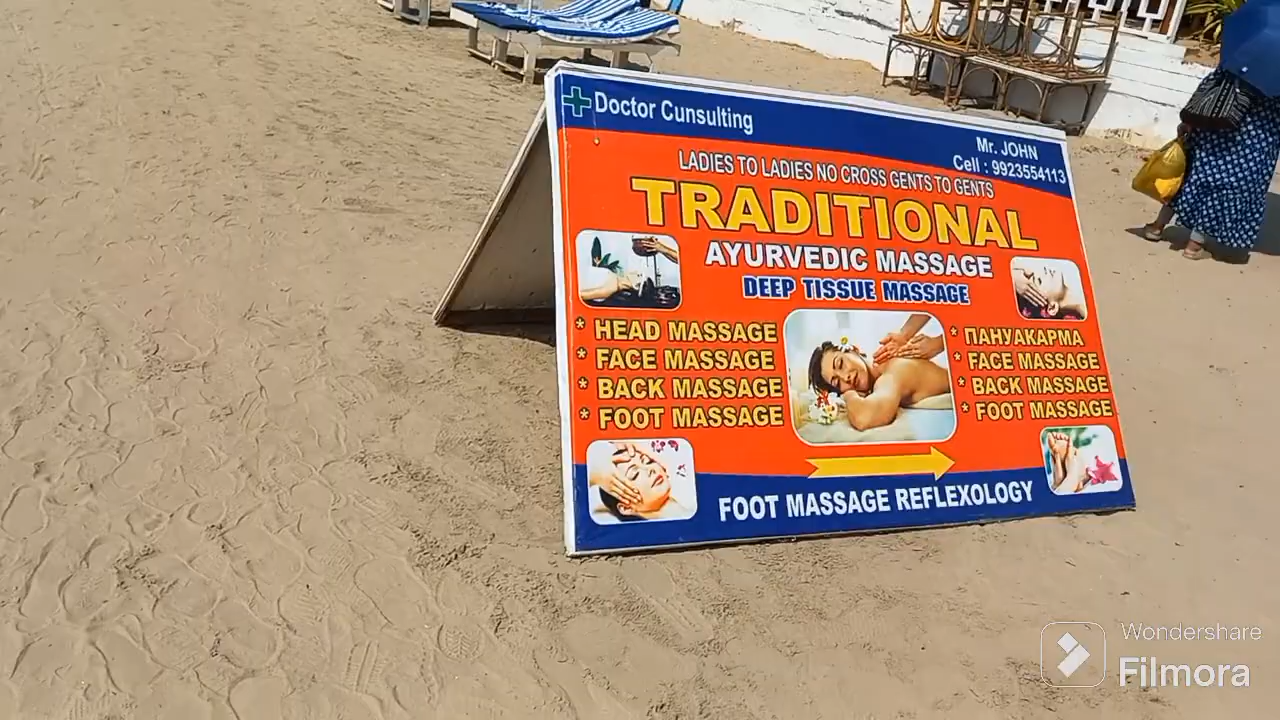 Doctor Cunsulting
Mr. JOHN
Cell : 9923554113
LADIES TO LADIES NO CROSS GENTS TO GENTS
TRADITIONAL
AYURVEDIC MASSAGE
DEEP TISSUE MASSAGE
* HEAD MASSAGE
* FACE MASSAGE
* BACK MASSAGE
* FOOT MASSAGE
* ПАНУАКАРМА
* FACE MASSAGE
* BACK MASSAGE
* FOOT MASSAGE
FOOT MASSAGE REFLEXOLOGY
Wondershare
Filmora